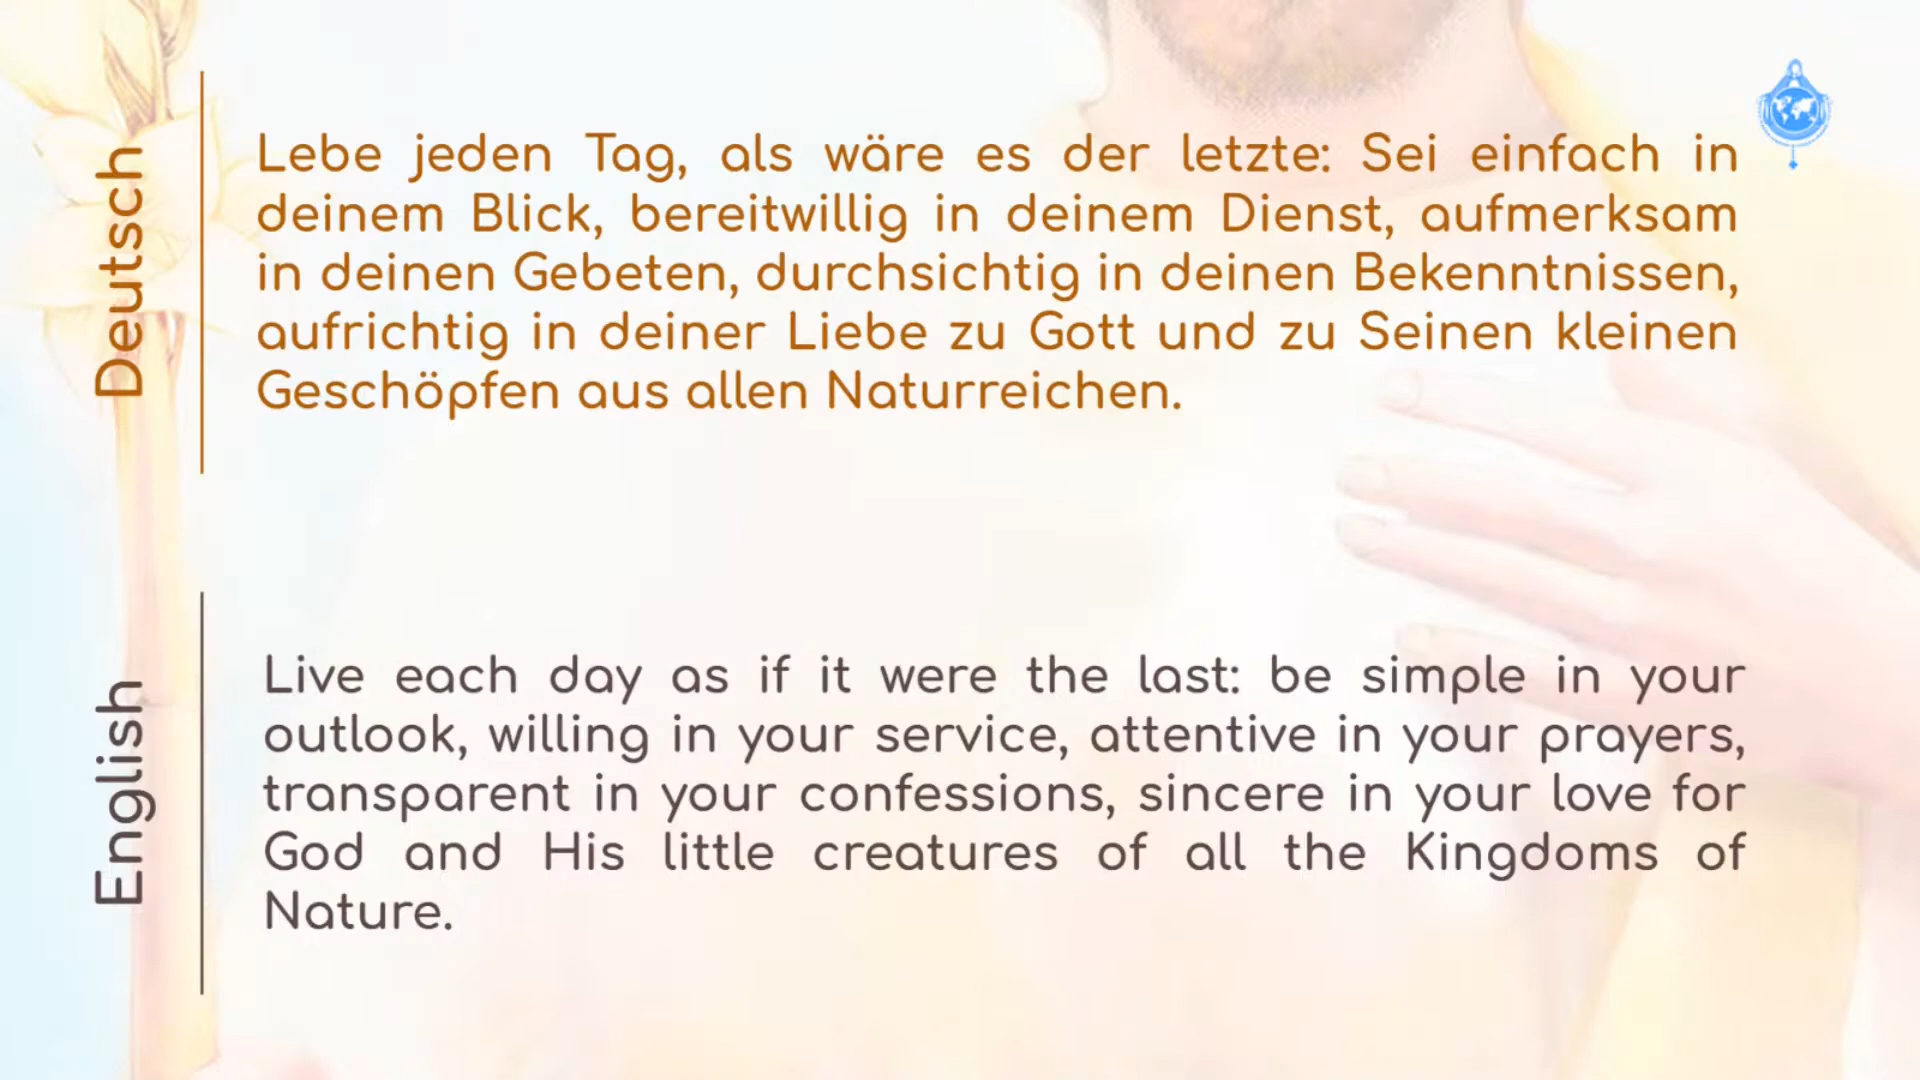 Deutsch
Lebe jeden Tag, als wäre es der letzte: Sei einfach in
deinem Blick, bereitwillig in deinem Dienst, aufmerksam
in deinen Gebeten, durchsichtig in deinen Bekenntnissen,
aufrichtig in deiner Liebe zu Gott und zu Seinen kleinen
Geschöpfen aus allen Naturreichen.
English
Live each day as if it were the last: be simple in your
outlook, willing in your service, attentive in your prayers,
transparent in your confessions, sincere in your love for
God and His little creatures of all the Kingdoms of
Nature.